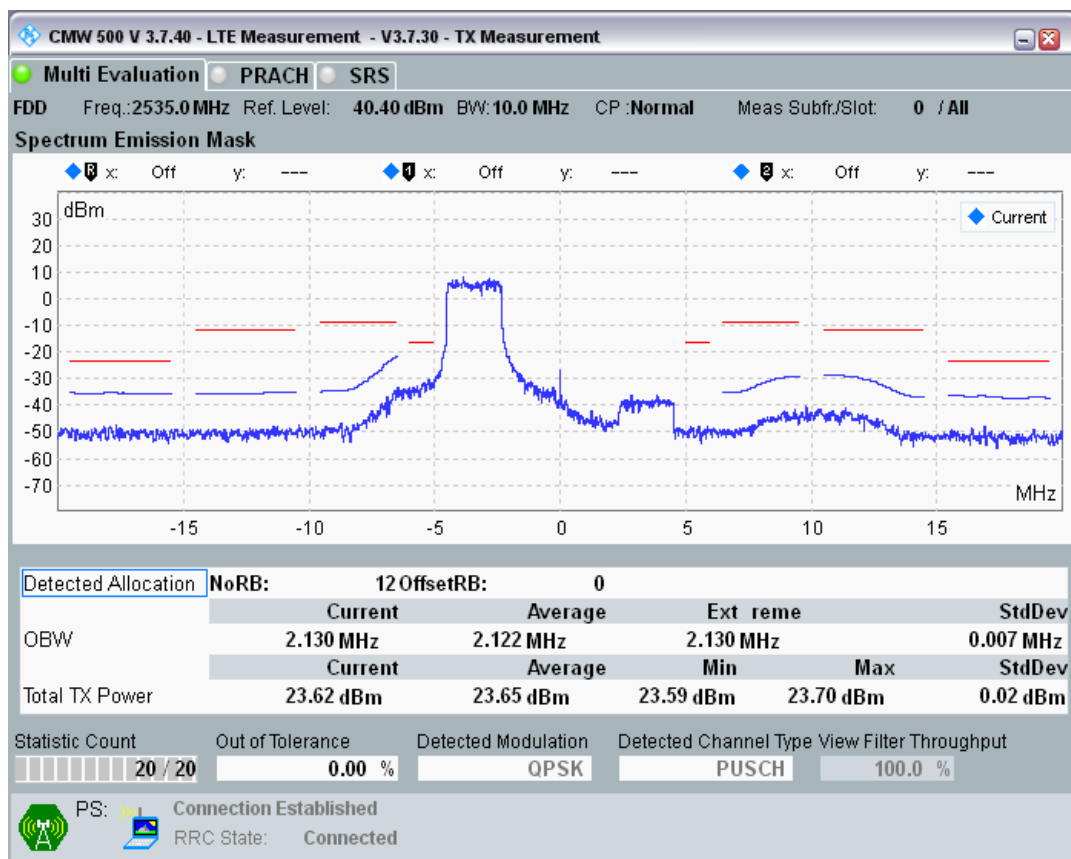 CMW 500 V 3.7.40 - LTE Measurement - V3.7.30 - TX Measurement
Multi Evaluation PRACH SRS
FDD Freq.:2535.0 MHz Ref. Level: 40.40 dBm BW: 10.0 MHz CP :Normal Meas Subfr./Slot: 0 / All
Spectrum Emission Mask
R x: Off y: --- 1 x: Off y: --- 2 x: Off y: ---
dBm
Current
30
20
10
0
-10
-20
-30
-40
-50
-60
-70
MHz
-15 -10 -5 0 5 10 15
Detected Allocation NoRB: 12 OffsetRB: 0
Current Average Ext reme StdDev
OBW 2.130 MHz 2.122 MHz 2.130 MHz 0.007 MHz
Current Average Min Max StdDev
Total TX Power 23.62 dBm 23.65 dBm 23.59 dBm 23.70 dBm 0.02 dBm
Statistic Count Out of Tolerance Detected Modulation Detected Channel Type View Filter Throughput
20 / 20 0.00 % QPSK PUSCH 100.0 %
PS: Connection Established
RRC State: Connected